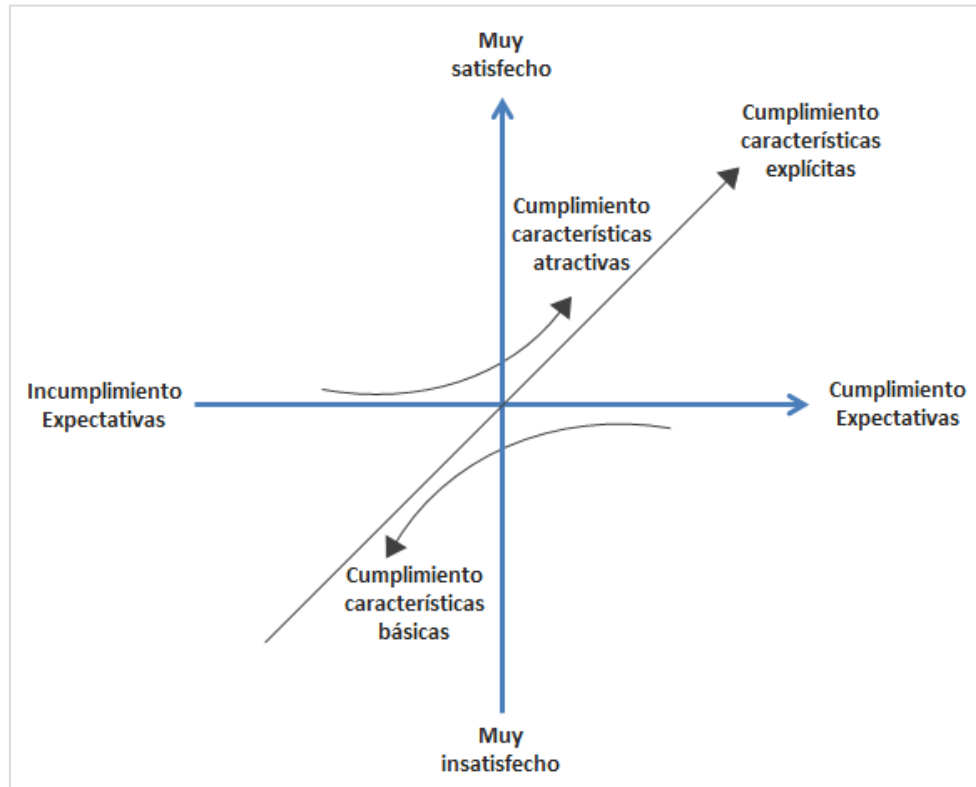 Muy
satisfecho
Cumplimiento
características
explícitas
Cumplimiento
características
atractivas
Incumplimiento
Expectativas
Cumplimiento
Expectativas
Cumplimiento
características
básicas
Muy
insatisfecho